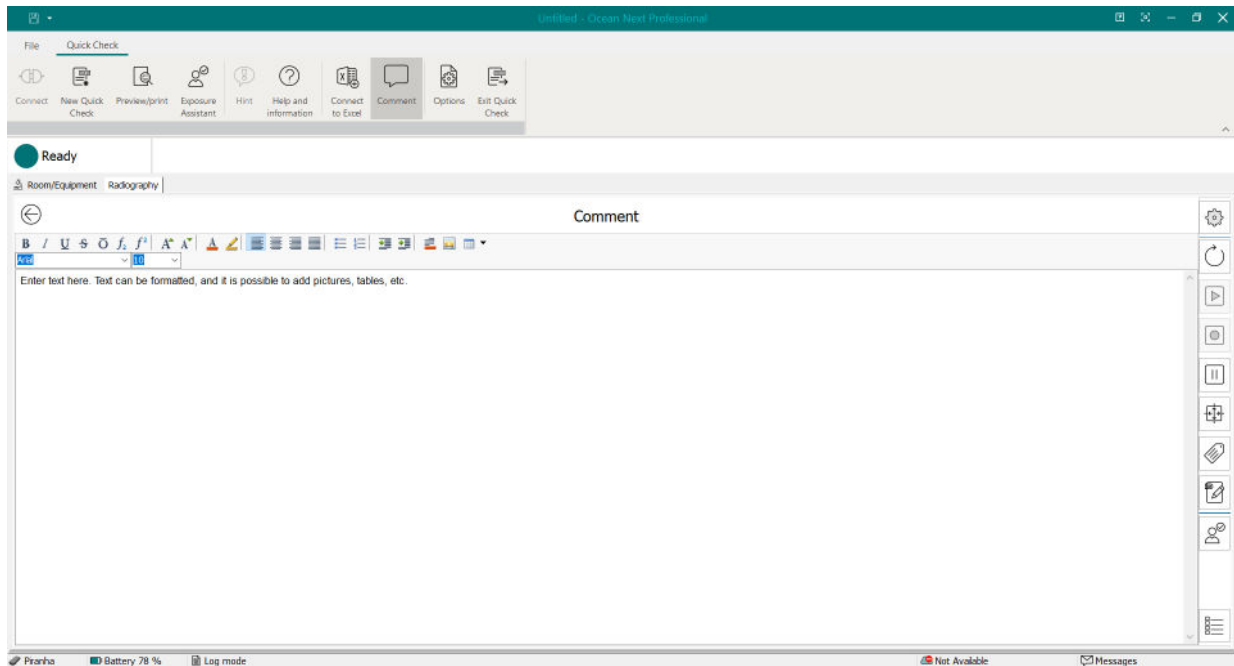 Untitled - Ocean Next Professional
File Quick Check
Connect New Quick Check Preview/print Exposure Assistant Hint Help and information Connect to Excel Comment Options Exit Quick Check
Ready
Room/Equipment Radiography
Comment
B I U S O f₂ f² A A A
Arial 10
Enter text here. Text can be formatted, and it is possible to add pictures, tables, etc.
Piranha Battery 78 % Log mode Not Available Messages